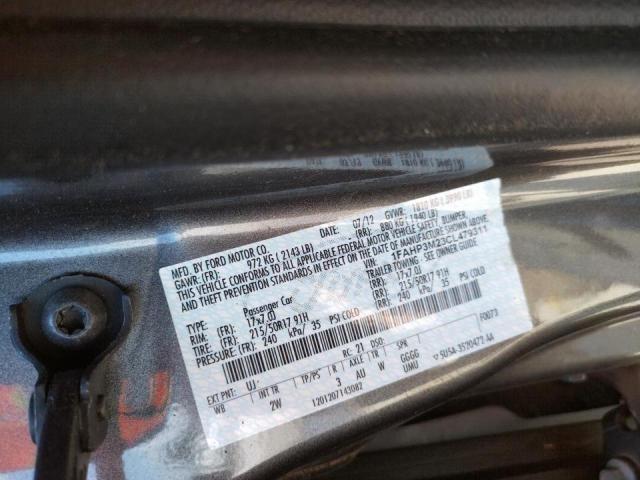 MFD. BY FORD MOTOR CO.
DATE: 07/12 GVWR: 1810 KG ( 3990 LB)
GAWR: (FR): 972 KG ( 2143 LB) (RR): 880 KG ( 1940 LB)
THIS VEHICLE CONFORMS TO ALL APPLICABLE FEDERAL MOTOR VEHICLE SAFETY, BUMPER,
AND THEFT PREVENTION STANDARDS IN EFFECT ON THE DATE OF MANUFACTURE SHOWN ABOVE.
VIN: 1FAHP3M23CL479311
TYPE: Passenger Car TRAILER TOWING - SEE OWNER GUIDE
RIM: (FR): 17x7.0J (RR): 17x7.0J
TIRE: (FR): 215/50R17 91H (RR): 215/50R17 91H
PRESSURE: (FR): 240 kPa/ 35 PSI COLD (RR): 240 kPa/ 35 PSI COLD
EXT PNT: UJ RC: 21 DSO: F0073
WB INT TR TP/PS R AXLE TR SPR
2W 3 AU W GGGG
UMU
1201207143082